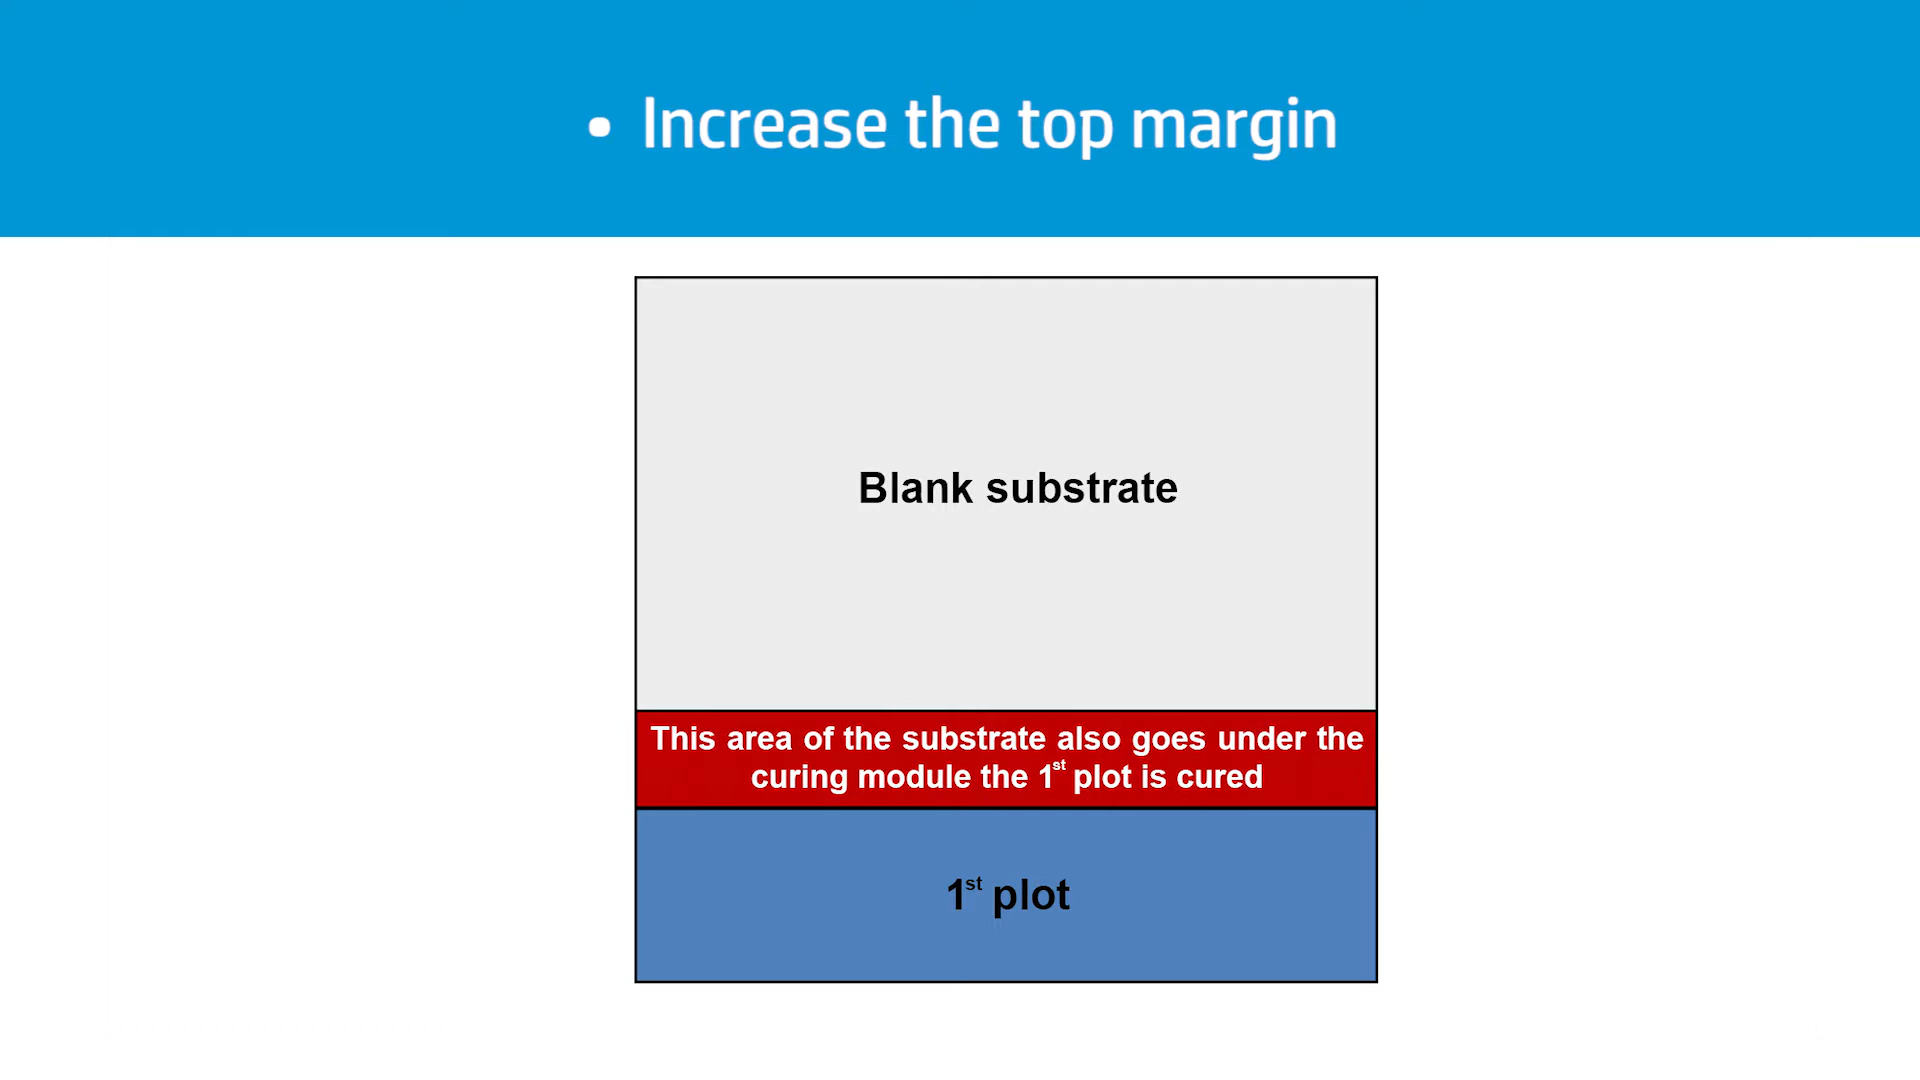 • Increase the top margin
Blank substrate
This area of the substrate also goes under the
curing module the 1st plot is cured
1st plot